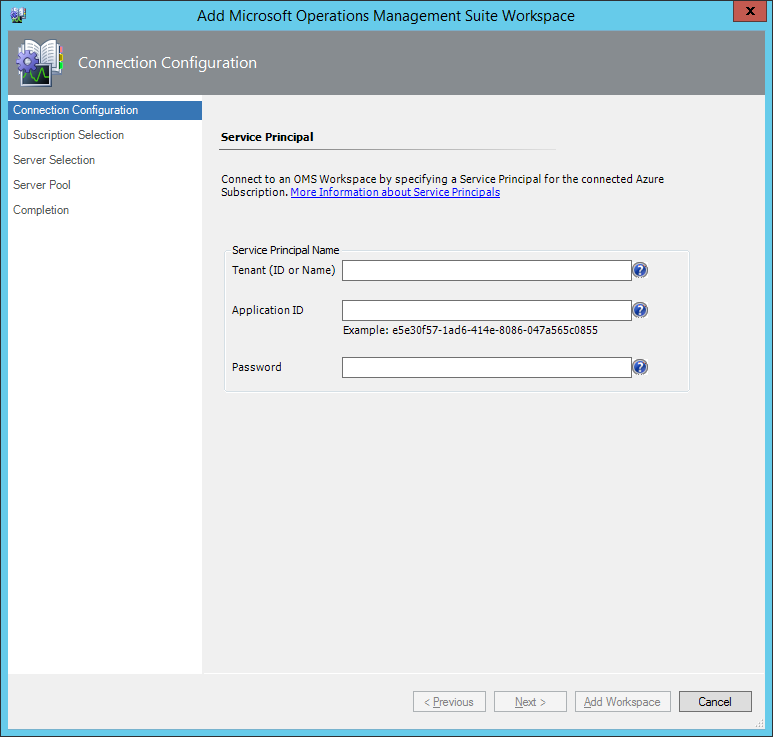 Add Microsoft Operations Management Suite Workspace
x
Connection Configuration
Connection Configuration
Subscription Selection
Server Selection
Server Pool
Completion
Service Principal
Connect to an OMS Workspace by specifying a Service Principal for the connected Azure
Subscription. More Information about Service Principals
Service Principal Name
Tenant (ID or Name)
?
Application ID
?
Example: e5e30f57-1ad6-414e-8086-047a565c0855
Password
?
< Previous
Next >
Add Workspace
Cancel